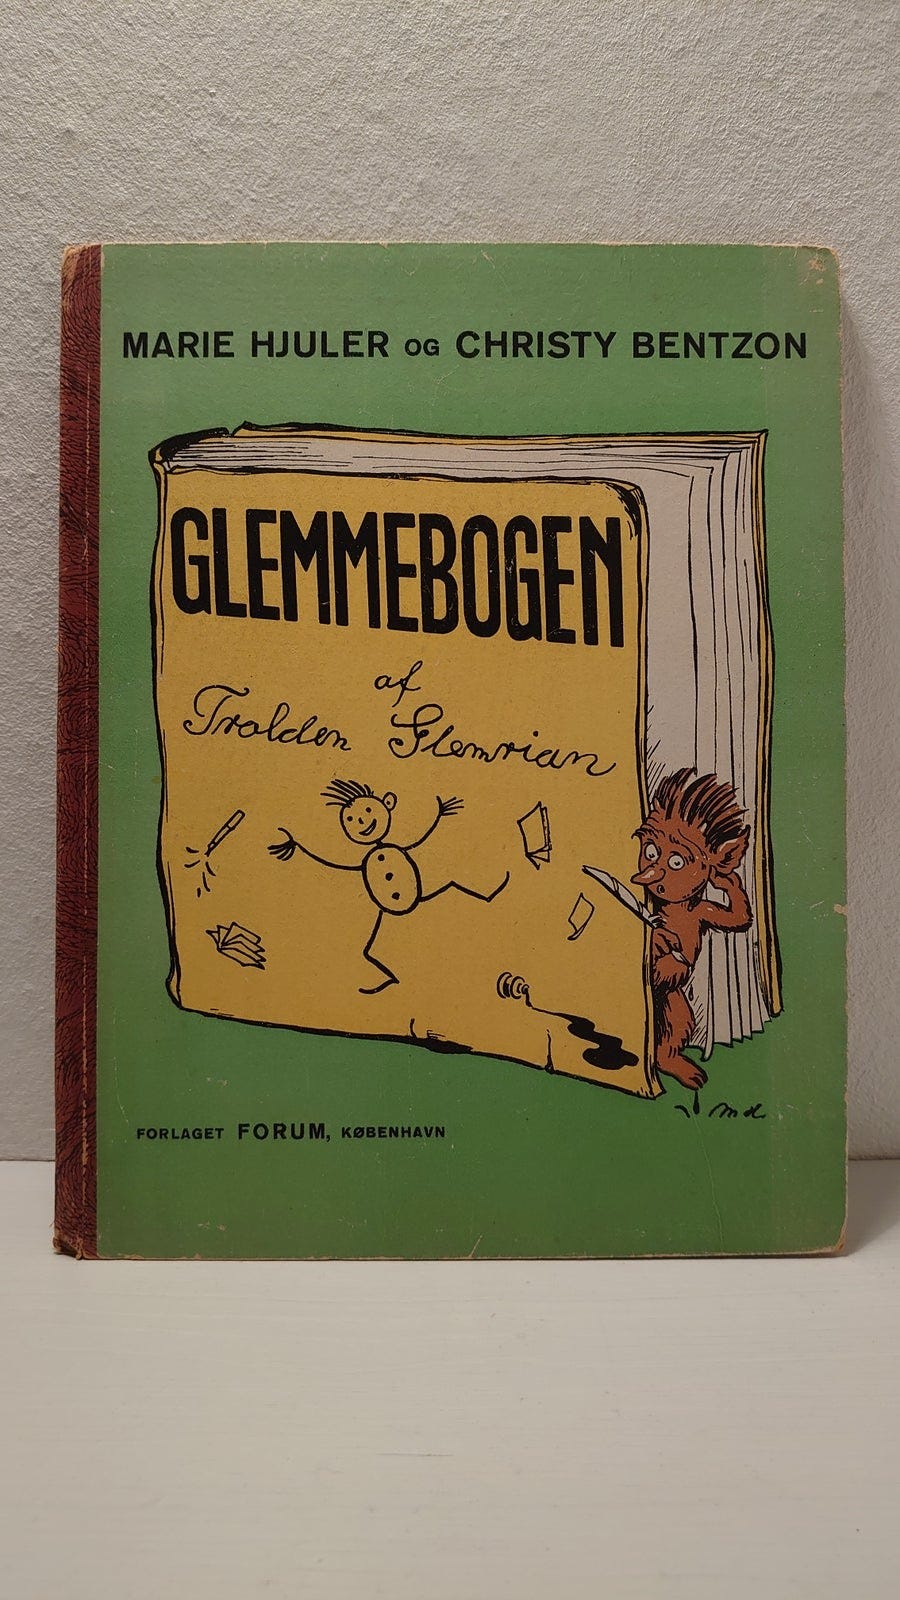 MARIE HJULER OG CHRISTY BENTZON
GLEMMEBOGEN
af
Trolden Glemrian
FORLAGET FORUM, KØBENHAVN